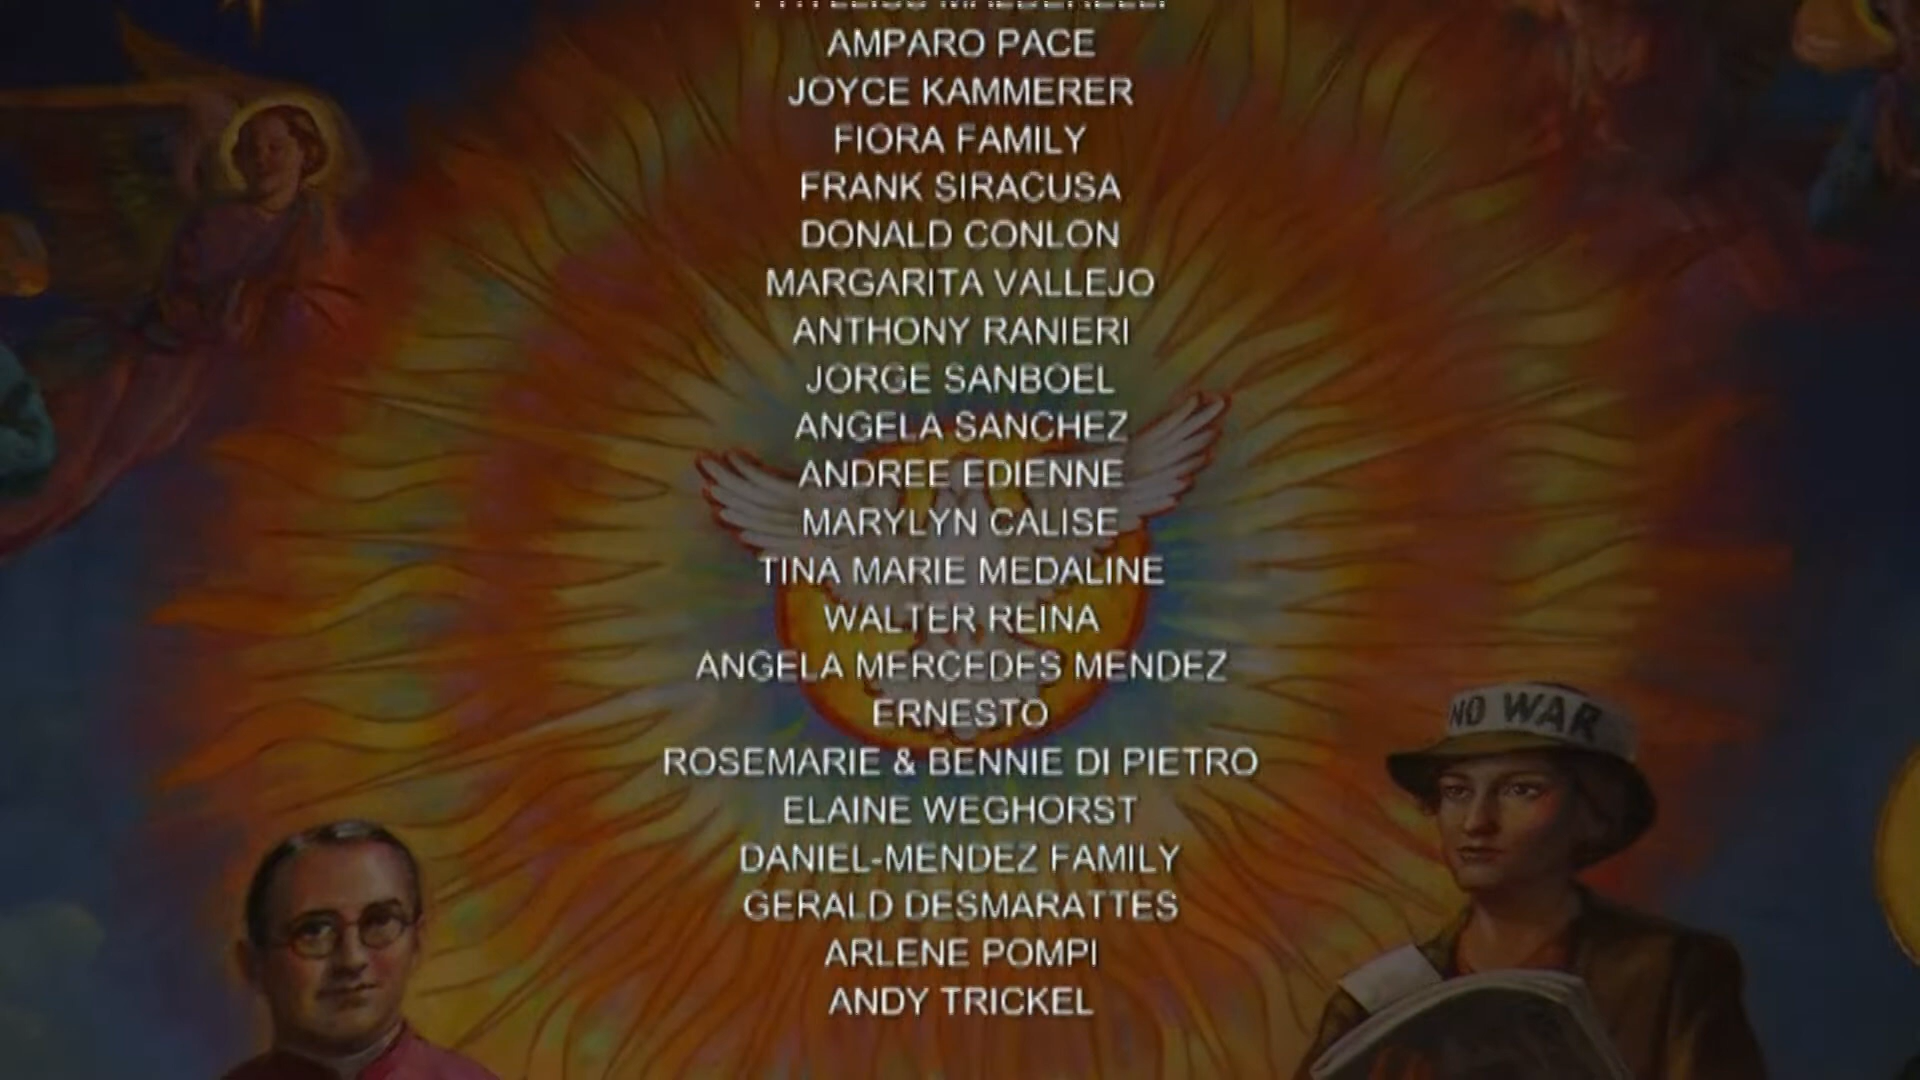 AMPARO PACE
JOYCE KAMMERER
FIORA FAMILY
FRANK SIRACUSA
DONALD CONLON
MARGARITA VALLEJO
ANTHONY RANIERI
JORGE SANBOEL
ANGELA SANCHEZ
ANDREE EDIENNE
MARYLYN CALISE
TINA MARIE MEDALINE
WALTER REINA
ANGELA MERCEDES MENDEZ
ERNESTO
NO WAR
ROSEMARIE & BENNIE DI PIETRO
ELAINE WEGHORST
DANIEL-MENDEZ FAMILY
GERALD DESMARATTES
ARLENE POMPI
ANDY TRICKEL